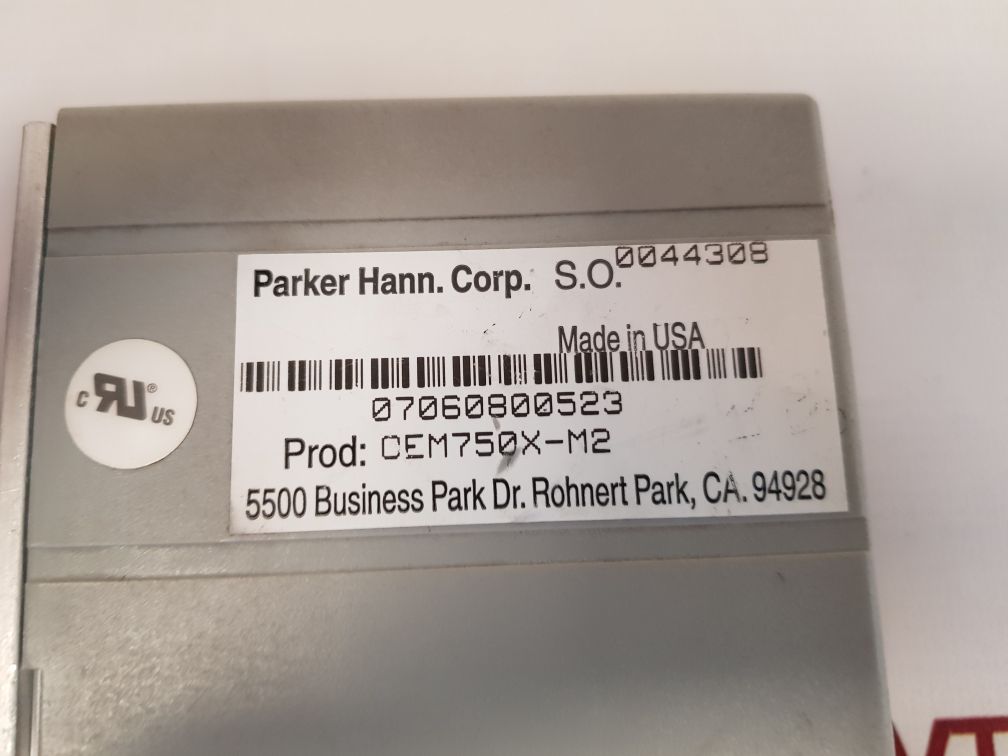 Parker Hann. Corp. S.O. 0044308
Made in USA
07060800523
Prod: CEM750X-M2
5500 Business Park Dr. Rohnert Park, CA. 94928
C RU ® US